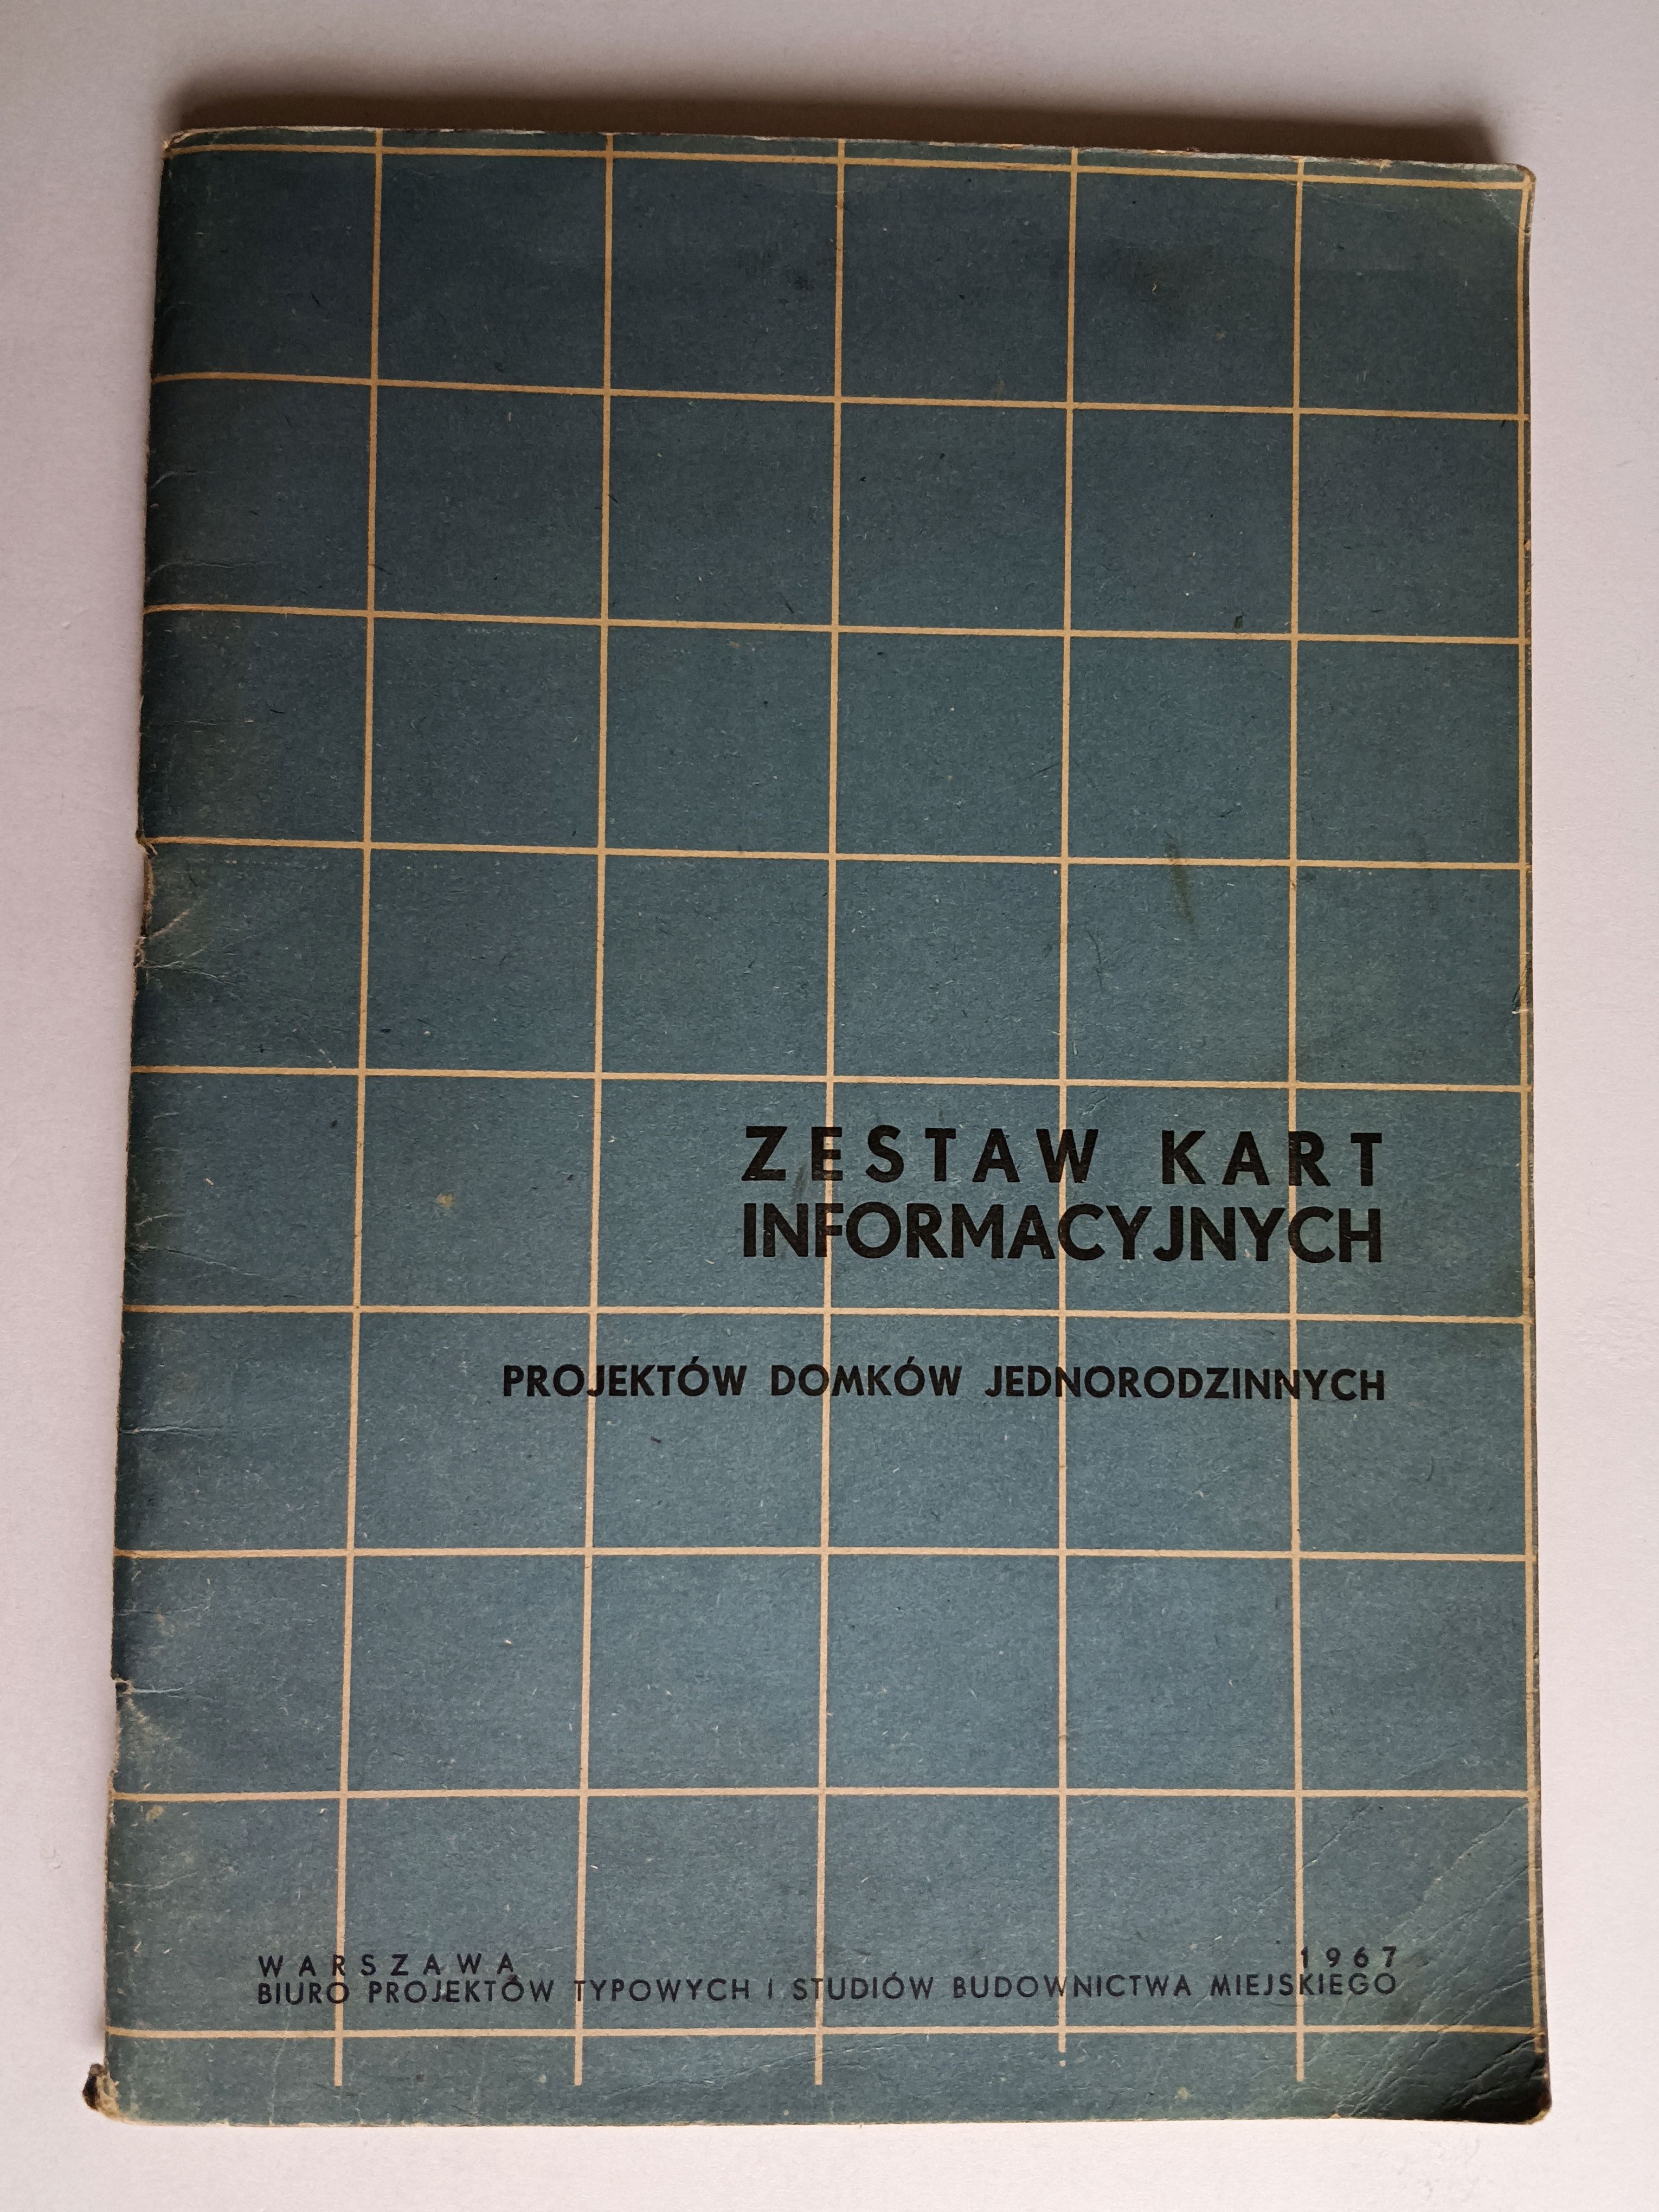 ZESTAW KART
INFORMACYJNYCH
PROJEKTÓW DOMKÓW JEDNORODZINNYCH
WARSZAWA 1967
BIURO PROJEKTÓW TYPOWYCH I STUDIÓW BUDOWNICTWA MIEJSKIEGO